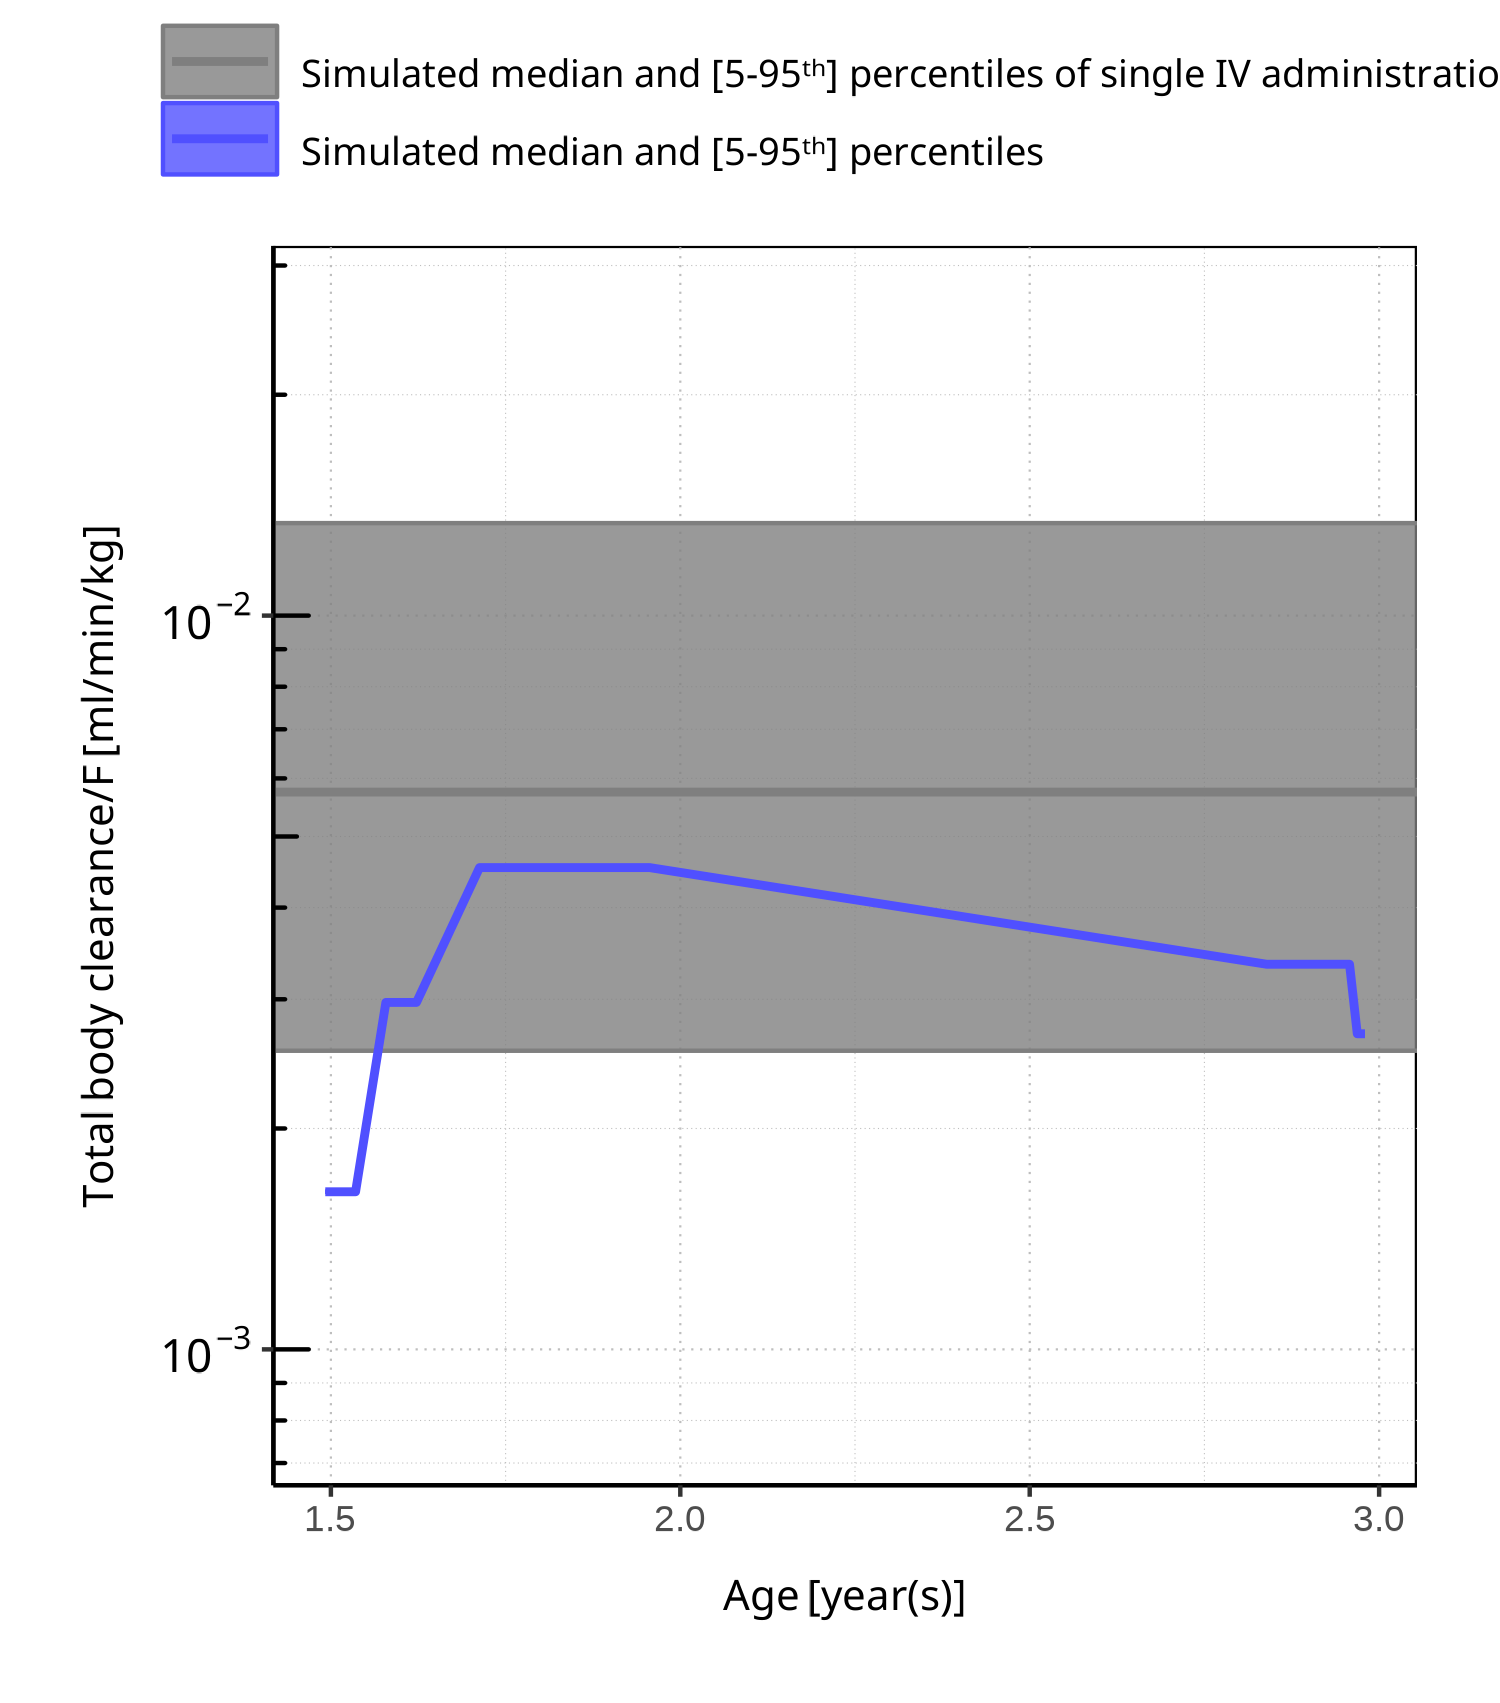 Simulated median and [5-95ᵗʰ] percentiles of single IV administratio
Simulated median and [5-95ᵗʰ] percentiles
Total body clearance/F [ml/min/kg]
10⁻²
10⁻³
1.5 2.0 2.5 3.0
Age [year(s)]